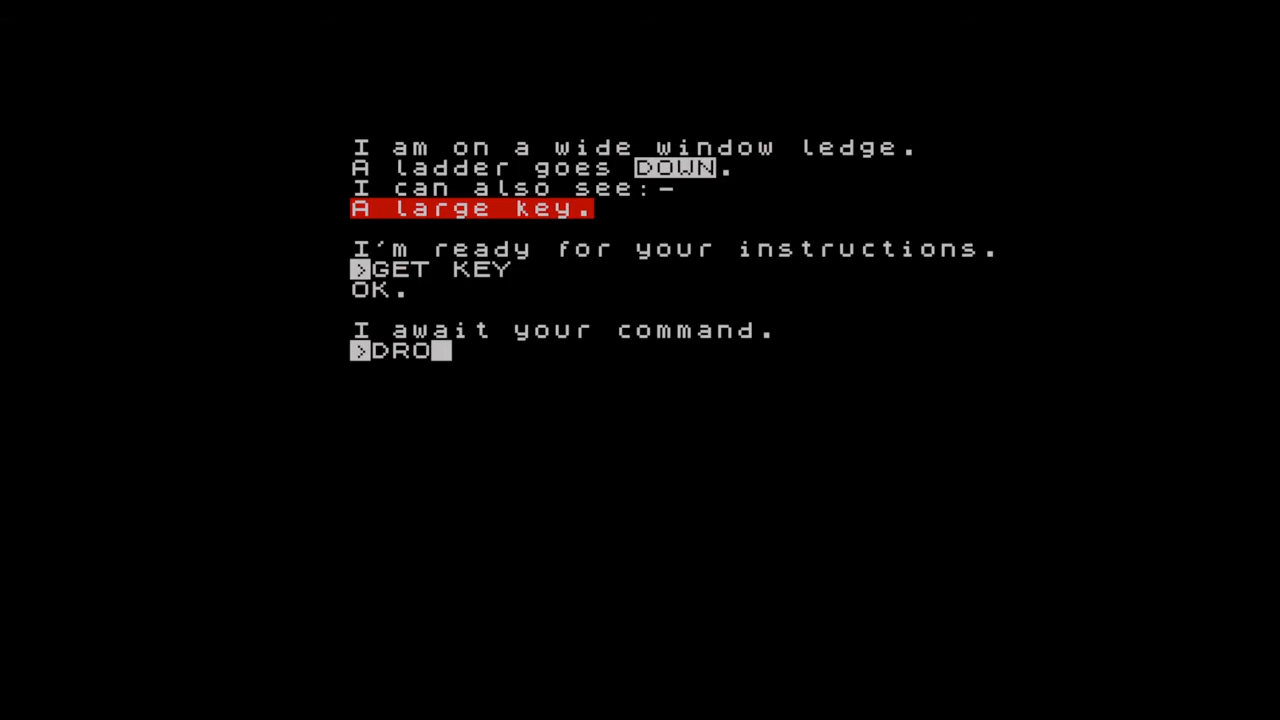 I am on a wide window ledge.
A ladder goes DOWN.
I can also see:-
A large key.
I'm ready for your instructions.
>GET KEY
OK.
I await your command.
>DRO